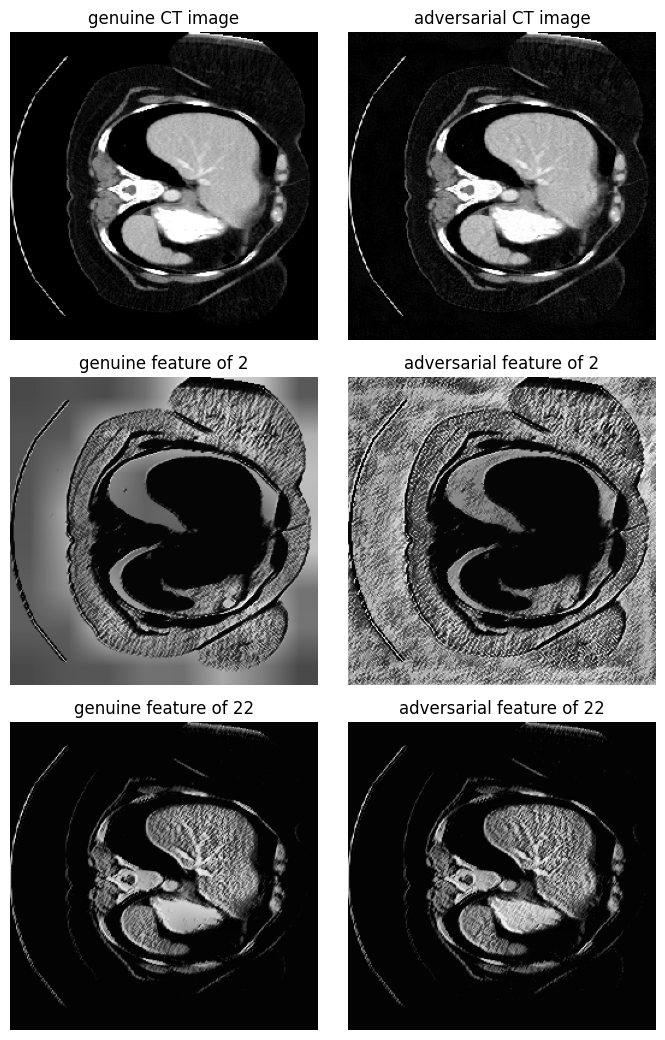 genuine CT image
adversarial CT image
genuine feature of 2
adversarial feature of 2
genuine feature of 22
adversarial feature of 22